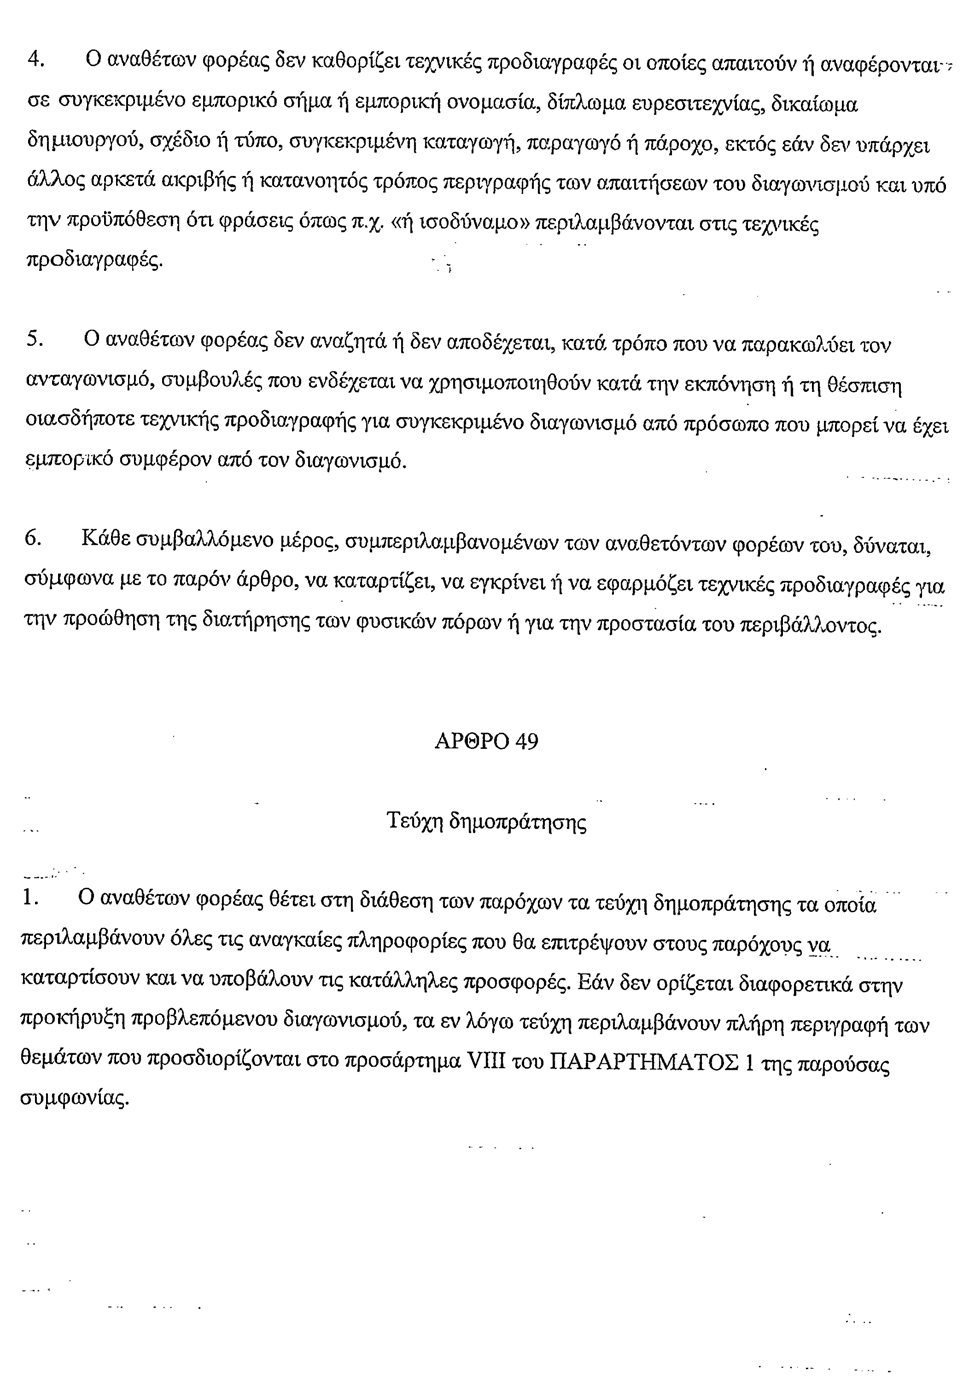 4. Ο αναθέτων φορέας δεν καθορίζει τεχνικές προδιαγραφές οι οποίες απαιτούν ή αναφέρονται
σε συγκεκριμένο εμπορικό σήμα ή εμπορική ονομασία, δίπλωμα ευρεσιτεχνίας, δικαίωμα
δημιουργού, σχέδιο ή τύπο, συγκεκριμένη καταγωγή, παραγωγό ή πάροχο, εκτός εάν δεν υπάρχει
άλλος αρκετά ακριβής ή κατανοητός τρόπος περιγραφής των απαιτήσεων του διαγωνισμού και υπό
την προϋπόθεση ότι φράσεις όπως π.χ. «ή ισοδύναμο» περιλαμβάνονται στις τεχνικές
προδιαγραφές.
5. Ο αναθέτων φορέας δεν αναζητά ή δεν αποδέχεται, κατά τρόπο που να παρακωλύει τον
ανταγωνισμό, συμβουλές που ενδέχεται να χρησιμοποιηθούν κατά την εκπόνηση ή τη θέσπιση
οιασδήποτε τεχνικής προδιαγραφής για συγκεκριμένο διαγωνισμό από πρόσωπο που μπορεί να έχει
εμπορικό συμφέρον από τον διαγωνισμό.
6. Κάθε συμβαλλόμενο μέρος, συμπεριλαμβανομένων των αναθετόντων φορέων του, δύναται,
σύμφωνα με το παρόν άρθρο, να καταρτίζει, να εγκρίνει ή να εφαρμόζει τεχνικές προδιαγραφές για
την προώθηση της διατήρησης των φυσικών πόρων ή για την προστασία του περιβάλλοντος.
ΑΡΘΡΟ 49
Τεύχη δημοπράτησης
1. Ο αναθέτων φορέας θέτει στη διάθεση των παρόχων τα τεύχη δημοπράτησης τα οποία
περιλαμβάνουν όλες τις αναγκαίες πληροφορίες που θα επιτρέψουν στους παρόχους να
καταρτίσουν και να υποβάλουν τις κατάλληλες προσφορές. Εάν δεν ορίζεται διαφορετικά στην
προκήρυξη προβλεπόμενου διαγωνισμού, τα εν λόγω τεύχη περιλαμβάνουν πλήρη περιγραφή των
θεμάτων που προσδιορίζονται στο προσάρτημα VIII του ΠΑΡΑΡΤΗΜΑΤΟΣ 1 της παρούσας
συμφωνίας.